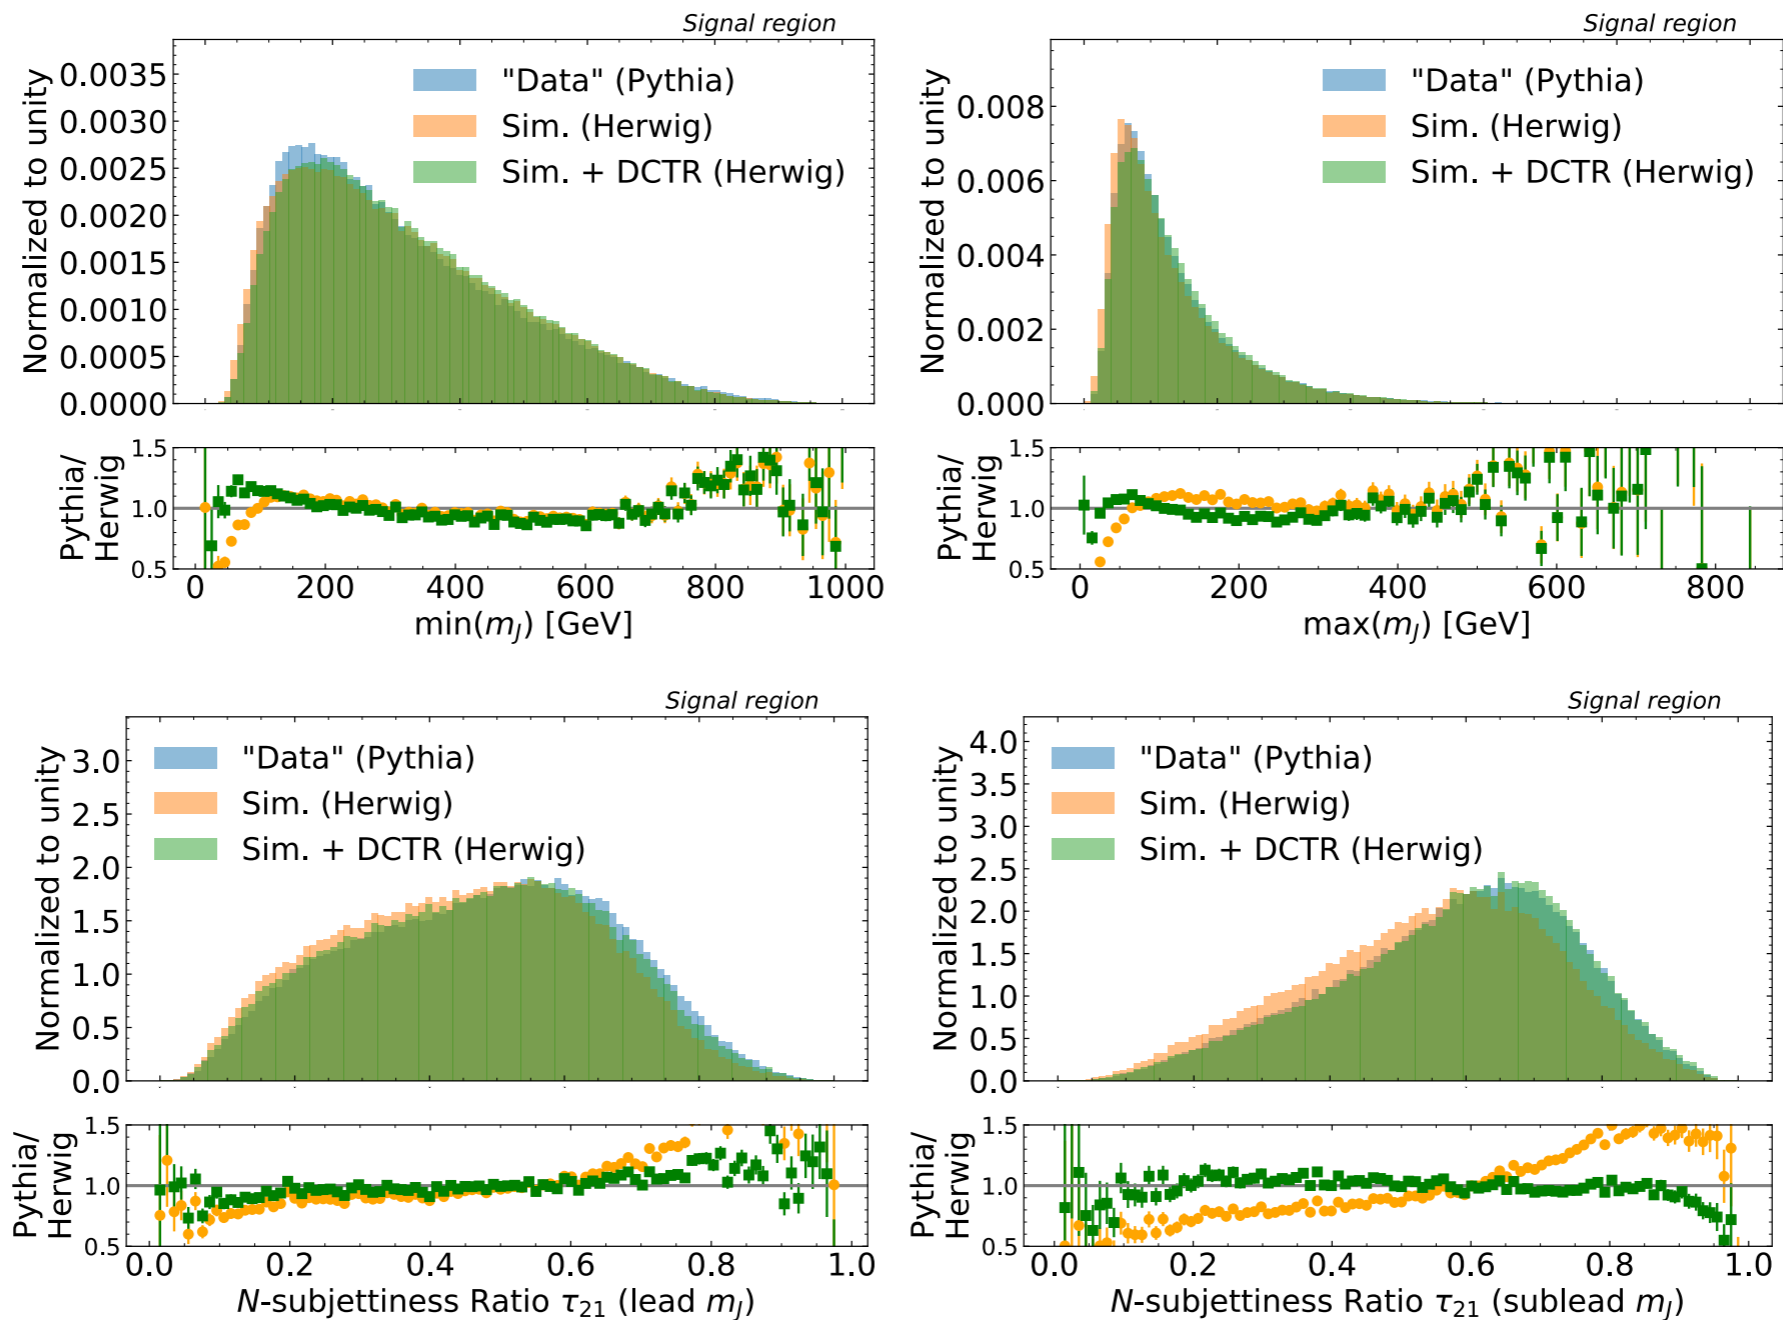 Signal region
Normalized to unity
0.0035
0.0030
0.0025
0.0020
0.0015
0.0010
0.0005
0.0000
"Data" (Pythia)
Sim. (Herwig)
Sim. + DCTR (Herwig)
Pythia/
Herwig
1.5
1.0
0.5
0 200 400 600 800 1000
min(m_J) [GeV]
Signal region
Normalized to unity
0.008
0.006
0.004
0.002
0.000
"Data" (Pythia)
Sim. (Herwig)
Sim. + DCTR (Herwig)
Pythia/
Herwig
1.5
1.0
0.5
0 200 400 600 800
max(m_J) [GeV]
Signal region
Normalized to unity
3.0
2.5
2.0
1.5
1.0
0.5
0.0
"Data" (Pythia)
Sim. (Herwig)
Sim. + DCTR (Herwig)
Pythia/
Herwig
1.5
1.0
0.5
0.0 0.2 0.4 0.6 0.8 1.0
N-subjettiness Ratio τ₂₁ (lead m_J)
Signal region
Normalized to unity
4.0
3.5
3.0
2.5
2.0
1.5
1.0
0.5
0.0
"Data" (Pythia)
Sim. (Herwig)
Sim. + DCTR (Herwig)
Pythia/
Herwig
1.5
1.0
0.5
0.0 0.2 0.4 0.6 0.8 1.0
N-subjettiness Ratio τ₂₁ (sublead m_J)